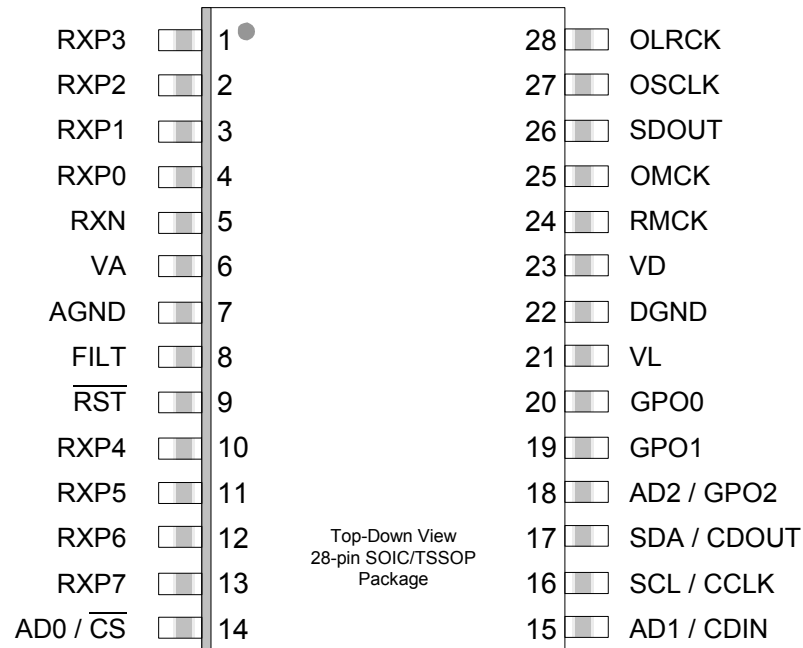 RXP3 1 28 OLRCK
RXP2 2 27 OSCLK
RXP1 3 26 SDOUT
RXP0 4 25 OMCK
RXN 5 24 RMCK
VA 6 23 VD
AGND 7 22 DGND
FILT 8 21 VL
RST 9 20 GPO0
RXP4 10 19 GPO1
RXP5 11 18 AD2 / GPO2
RXP6 12 17 SDA / CDOUT
RXP7 13 16 SCL / CCLK
AD0 / CS 14 15 AD1 / CDIN
Top-Down View
28-pin SOIC/TSSOP
Package